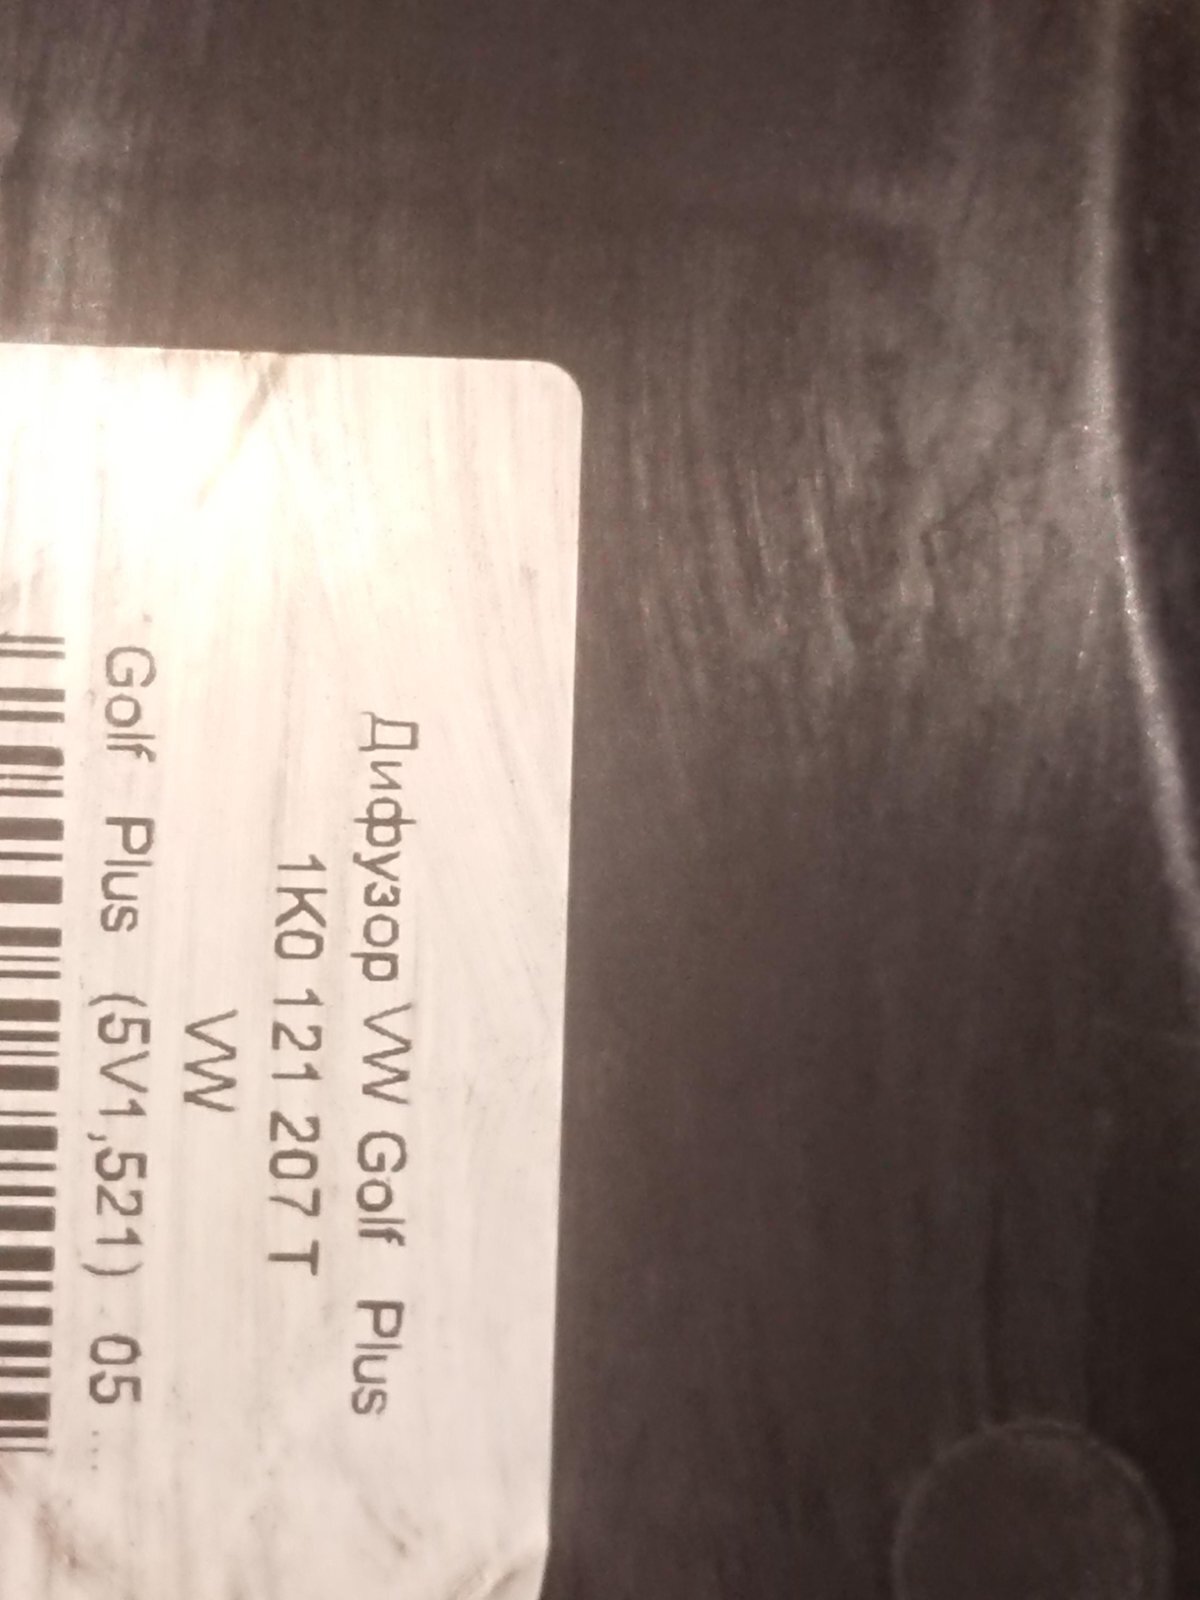 Дифузор VW Golf Plus
1K0 121 207 T
VW
Golf Plus (5V1,521) 05 ...